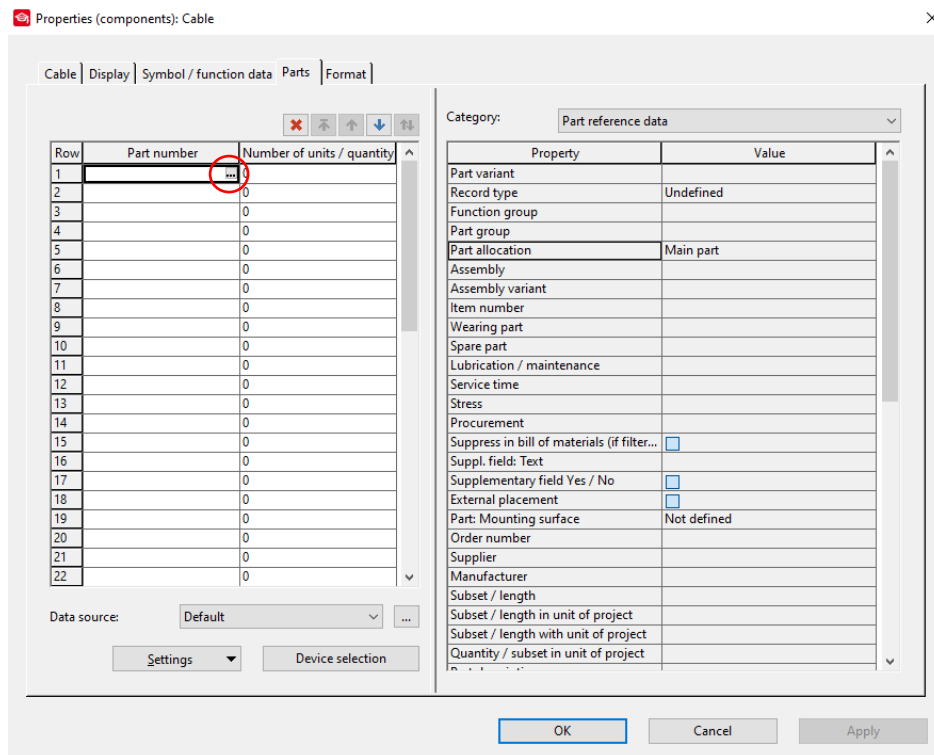 Properties (components): Cable
Cable Display Symbol / function data Parts Format
Category: Part reference data
Row Part number Number of units / quantity
1 ... 0
2 0
3 0
4 0
5 0
6 0
7 0
8 0
9 0
10 0
11 0
12 0
13 0
14 0
15 0
16 0
17 0
18 0
19 0
20 0
21 0
22 0
Data source: Default ...
Settings Device selection
Property Value
Part variant
Record type Undefined
Function group
Part group
Part allocation Main part
Assembly
Assembly variant
Item number
Wearing part
Spare part
Lubrication / maintenance
Service time
Stress
Procurement
Suppress in bill of materials (if filter...
Suppl. field: Text
Supplementary field Yes / No
External placement
Part: Mounting surface Not defined
Order number
Supplier
Manufacturer
Subset / length
Subset / length in unit of project
Subset / length with unit of project
Quantity / subset in unit of project
OK Cancel Apply